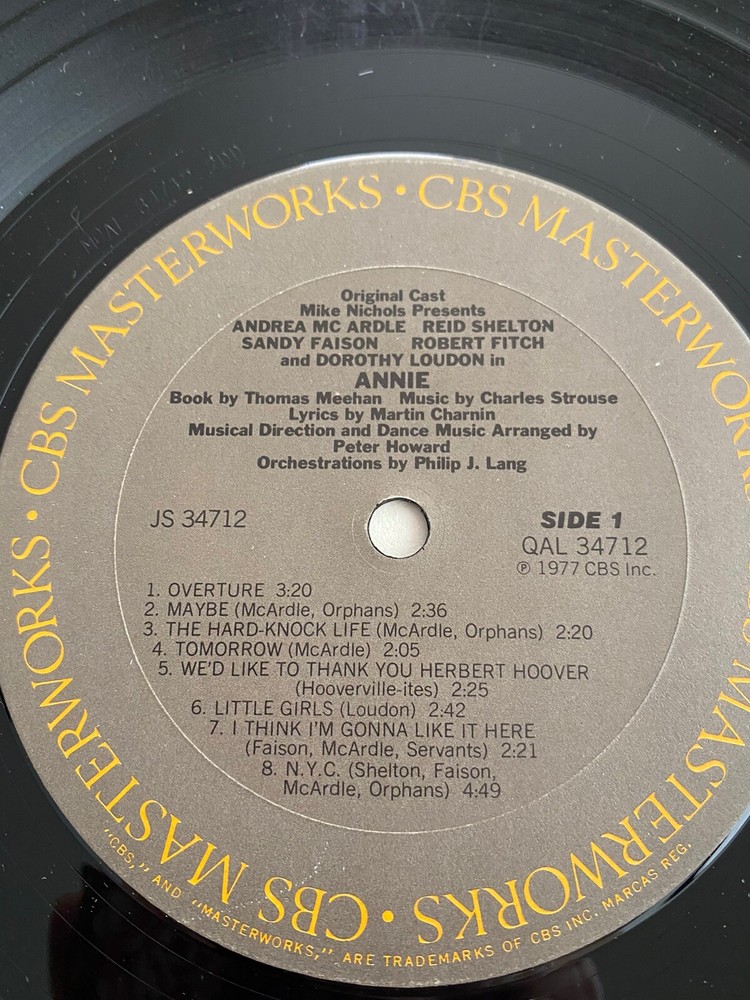 CBS MASTERWORKS • CBS MASTERWORKS • CBS MASTERWORKS • CBS MASTERWORKS
Original Cast
Mike Nichols Presents
ANDREA MC ARDLE REID SHELTON
SANDY FAISON ROBERT FITCH
and DOROTHY LOUDON in
ANNIE
Book by Thomas Meehan Music by Charles Strouse
Lyrics by Martin Charnin
Musical Direction and Dance Music Arranged by
Peter Howard
Orchestrations by Philip J. Lang
JS 34712
SIDE 1
QAL 34712
℗ 1977 CBS Inc.
1. OVERTURE 3:20
2. MAYBE (McArdle, Orphans) 2:36
3. THE HARD-KNOCK LIFE (McArdle, Orphans) 2:20
4. TOMORROW (McArdle) 2:05
5. WE'D LIKE TO THANK YOU HERBERT HOOVER
(Hooverville-ites) 2:25
6. LITTLE GIRLS (Loudon) 2:42
7. I THINK I'M GONNA LIKE IT HERE
(Faison, McArdle, Servants) 2:21
8. N.Y.C. (Shelton, Faison,
McArdle, Orphans) 4:49
"CBS," AND "MASTERWORKS," ARE TRADEMARKS OF CBS INC. MARCAS REG.